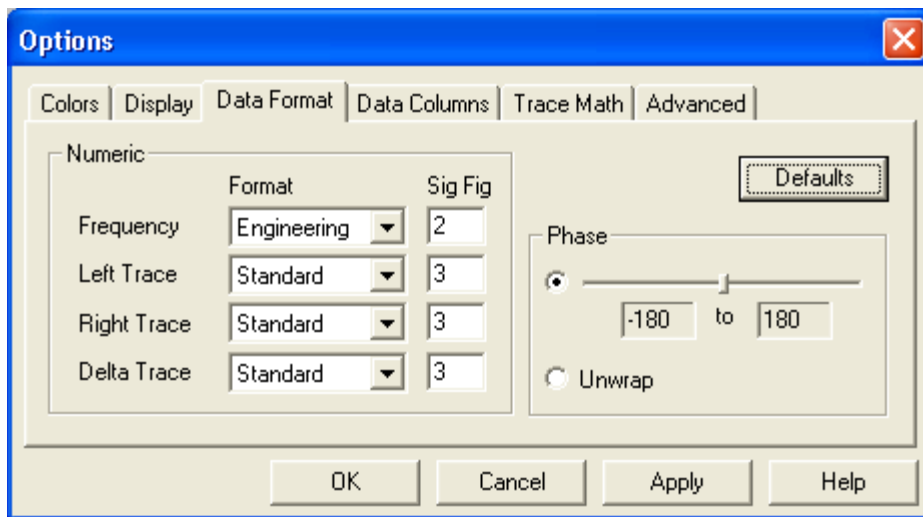 Options
Colors Display Data Format Data Columns Trace Math Advanced
Numeric
Format Sig Fig
Frequency Engineering 2
Left Trace Standard 3
Right Trace Standard 3
Delta Trace Standard 3
Defaults
Phase
-180 to 180
Unwrap
OK Cancel Apply Help